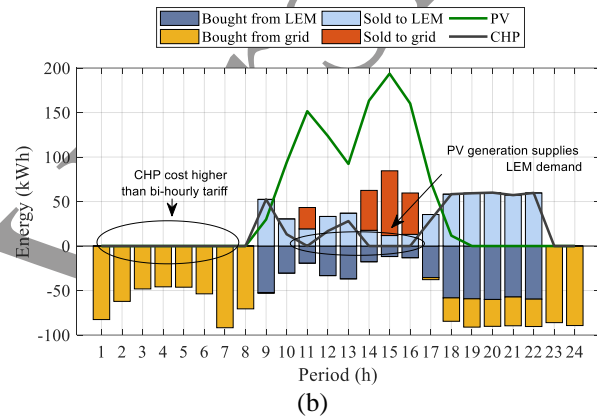 Bought from LEM Sold to LEM PV
Bought from grid Sold to grid CHP
Energy (kWh)
200
150
100
50
0
-50
-100
CHP cost higher
than bi-hourly tariff
PV generation supplies
LEM demand
1 2 3 4 5 6 7 8 9 10 11 12 13 14 15 16 17 18 19 20 21 22 23 24
Period (h)
(b)